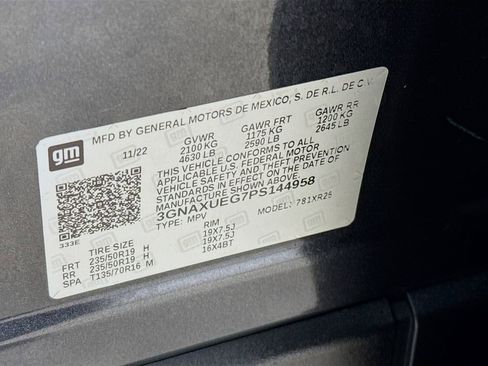 gm
MFD BY GENERAL MOTORS DE MEXICO, S. DE R.L. DE C.V.
11/22 GVWR GAWR FRT GAWR RR
2100 KG 1175 KG 1200 KG
4630 LB 2590 LB 2645 LB
THIS VEHICLE CONFORMS TO ALL
APPLICABLE U.S. FEDERAL MOTOR
VEHICLE SAFETY AND THEFT PREVENTION
STANDARDS IN EFFECT ON THE DATE OF
MANUFACTURE SHOWN ABOVE.
3GNAXUEG7PS144958
TYPE: MPV MODEL: 781XR25
333E
TIRE SIZE RIM
FRT 235/50R19 H 19X7.5J
RR 235/50R19 H 19X7.5J
SPA T135/70R16 M 16X4BT